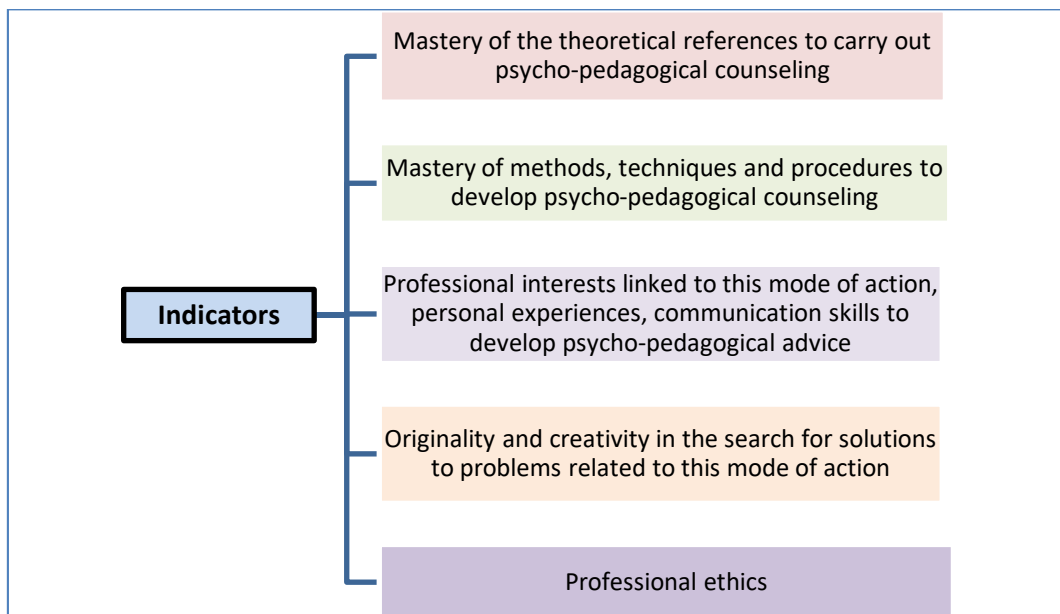 Mastery of the theoretical references to carry out
psycho-pedagogical counseling
Mastery of methods, techniques and procedures to
develop psycho-pedagogical counseling
Indicators
Professional interests linked to this mode of action,
personal experiences, communication skills to
develop psycho-pedagogical advice
Originality and creativity in the search for solutions
to problems related to this mode of action
Professional ethics